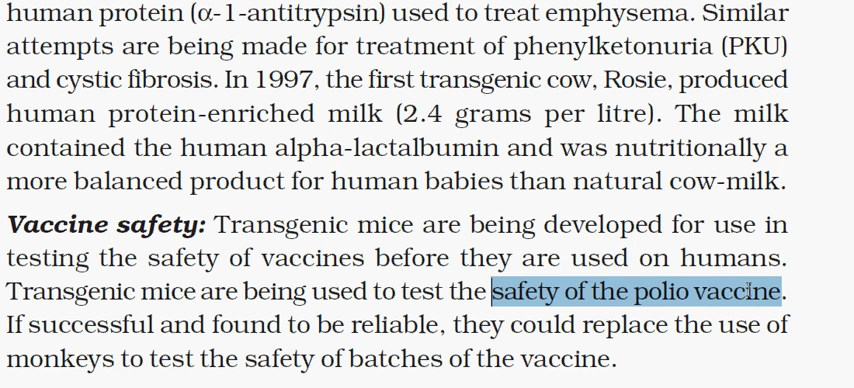 human protein (α-1-antitrypsin) used to treat emphysema. Similar
attempts are being made for treatment of phenylketonuria (PKU)
and cystic fibrosis. In 1997, the first transgenic cow, Rosie, produced
human protein-enriched milk (2.4 grams per litre). The milk
contained the human alpha-lactalbumin and was nutritionally a
more balanced product for human babies than natural cow-milk.
Vaccine safety: Transgenic mice are being developed for use in
testing the safety of vaccines before they are used on humans.
Transgenic mice are being used to test the safety of the polio vaccine.
If successful and found to be reliable, they could replace the use of
monkeys to test the safety of batches of the vaccine.